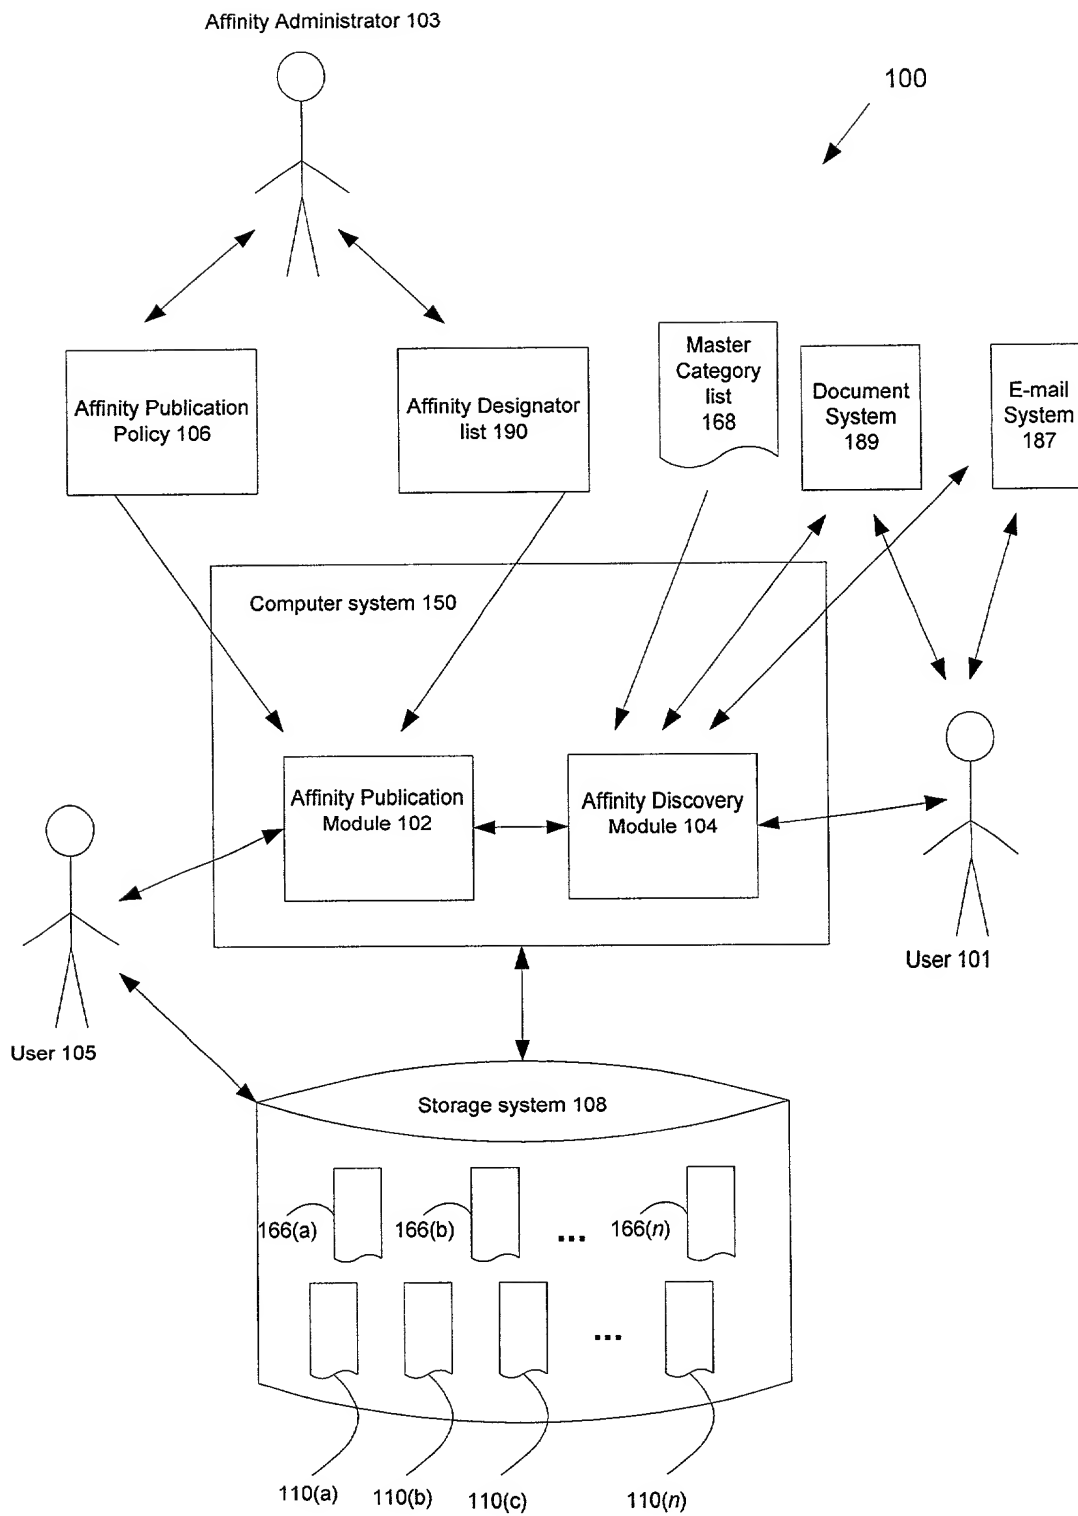 Affinity Administrator 103
100
Affinity Publication
Policy 106
Affinity Designator
list 190
Master
Category
list
168
Document
System
189
E-mail
System
187
Computer system 150
Affinity Publication
Module 102
Affinity Discovery
Module 104
User 101
User 105
Storage system 108
166(a)
166(b)
...
166(n)
...
110(a)
110(b)
110(c)
110(n)